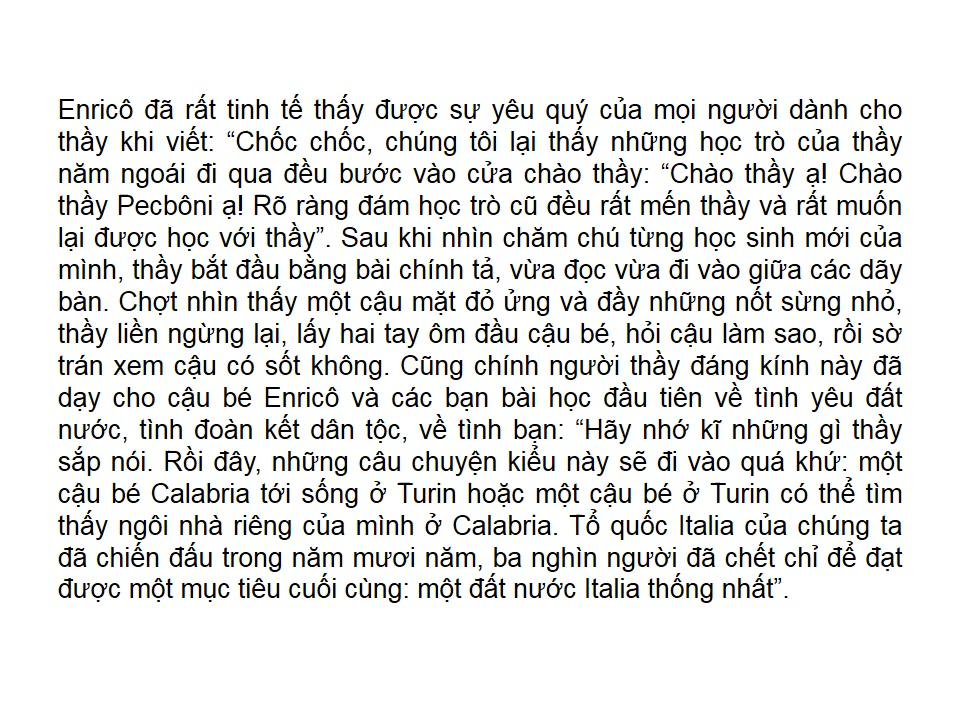 Enricô đã rất tinh tế thấy được sự yêu quý của mọi người dành cho
thầy khi viết: “Chốc chốc, chúng tôi lại thấy những học trò của thầy
năm ngoái đi qua đều bước vào cửa chào thầy: “Chào thầy ạ! Chào
thầy Pecbôni ạ! Rõ ràng đám học trò cũ đều rất mến thầy và rất muốn
lại được học với thầy”. Sau khi nhìn chăm chú từng học sinh mới của
mình, thầy bắt đầu bằng bài chính tả, vừa đọc vừa đi vào giữa các dãy
bàn. Chợt nhìn thấy một cậu mặt đỏ ửng và đầy những nốt sừng nhỏ,
thầy liền ngừng lại, lấy hai tay ôm đầu cậu bé, hỏi cậu làm sao, rồi sờ
trán xem cậu có sốt không. Cũng chính người thầy đáng kính này đã
dạy cho cậu bé Enricô và các bạn bài học đầu tiên về tình yêu đất
nước, tình đoàn kết dân tộc, về tình bạn: “Hãy nhớ kĩ những gì thầy
sắp nói. Rồi đây, những câu chuyện kiểu này sẽ đi vào quá khứ: một
cậu bé Calabria tới sống ở Turin hoặc một cậu bé ở Turin có thể tìm
thấy ngôi nhà riêng của mình ở Calabria. Tổ quốc Italia của chúng ta
đã chiến đấu trong năm mươi năm, ba nghìn người đã chết chỉ để đạt
được một mục tiêu cuối cùng: một đất nước Italia thống nhất”.